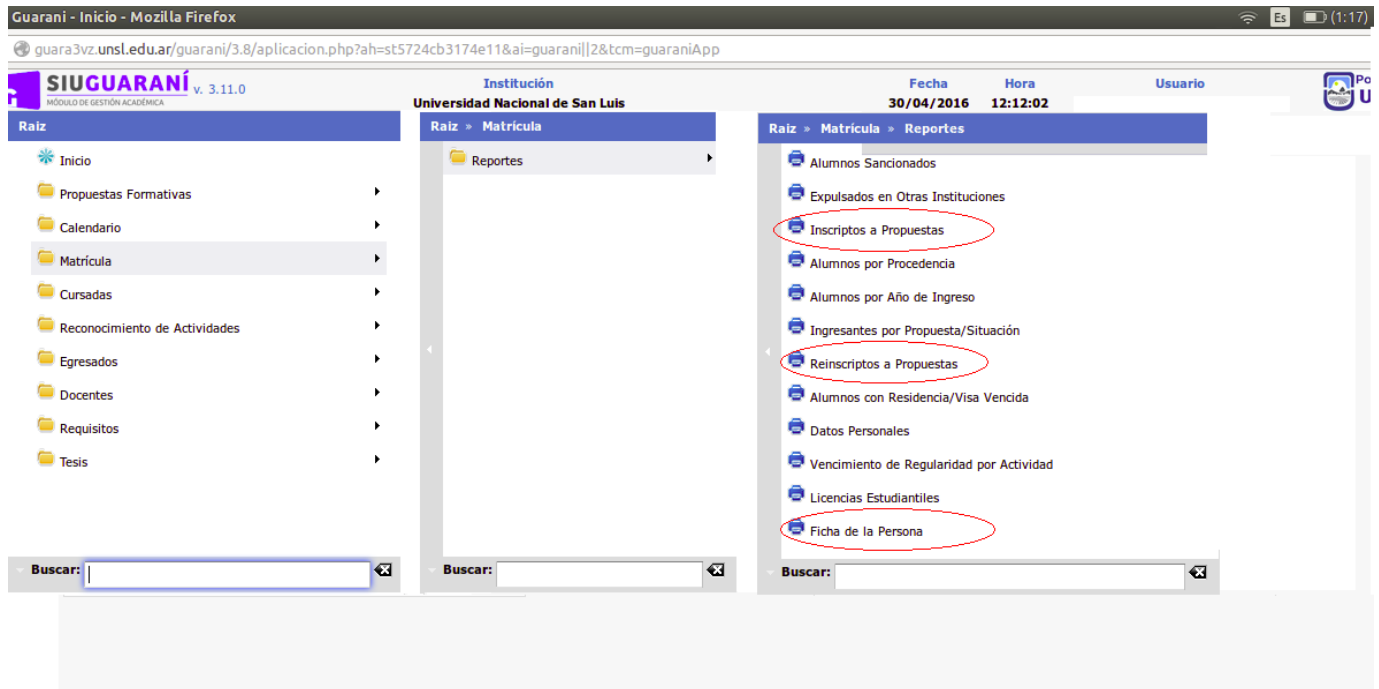 Guarani - Inicio - Mozilla Firefox
Es (1:17)
guara3vz.unsl.edu.ar/guarani/3.8/aplicacion.php?ah=st5724cb3174e11&ai=guarani||2&tcm=guaraniApp
SIUGUARANÍ v. 3.11.0
MÓDULO DE GESTIÓN ACADÉMICA
Institución
Universidad Nacional de San Luis
Fecha
30/04/2016
Hora
12:12:02
Usuario
Po
U
Raiz
Inicio
Propuestas Formativas
Calendario
Matrícula
Cursadas
Reconocimiento de Actividades
Egresados
Docentes
Requisitos
Tesis
Buscar:
Raiz » Matrícula
Reportes
Buscar:
Raiz » Matrícula » Reportes
Alumnos Sancionados
Expulsados en Otras Instituciones
Inscriptos a Propuestas
Alumnos por Procedencia
Alumnos por Año de Ingreso
Ingresantes por Propuesta/Situación
Reinscriptos a Propuestas
Alumnos con Residencia/Visa Vencida
Datos Personales
Vencimiento de Regularidad por Actividad
Licencias Estudiantiles
Ficha de la Persona
Buscar: